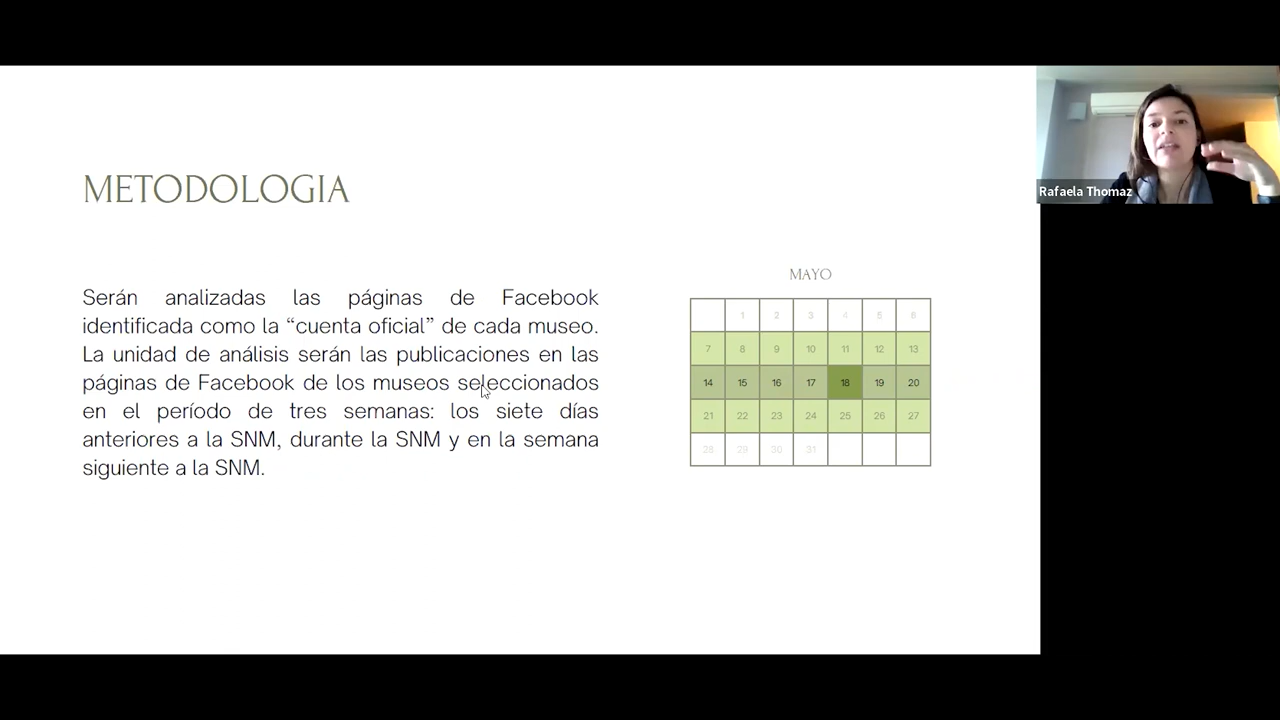 METODOLOGIA
Serán analizadas las páginas de Facebook
identificada como la “cuenta oficial” de cada museo.
La unidad de análisis serán las publicaciones en las
páginas de Facebook de los museos seleccionados
en el período de tres semanas: los siete días
anteriores a la SNM, durante la SNM y en la semana
siguiente a la SNM.
MAYO
1 2 3 4 5 6
7 8 9 10 11 12 13
14 15 16 17 18 19 20
21 22 23 24 25 26 27
28 29 30 31
Rafaela Thomaz